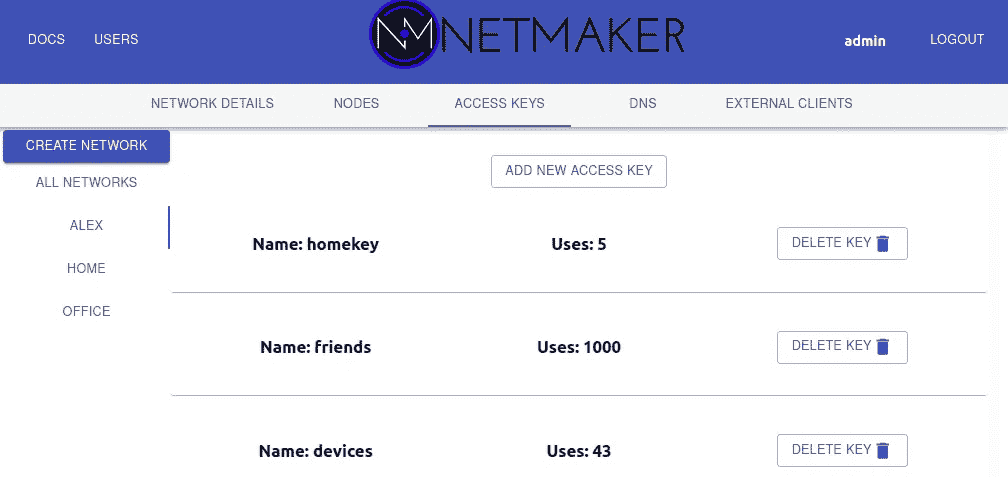 DOCS USERS NETMAKER admin LOGOUT
NETWORK DETAILS NODES ACCESS KEYS DNS EXTERNAL CLIENTS
CREATE NETWORK
ALL NETWORKS
ALEX
HOME
OFFICE
ADD NEW ACCESS KEY
Name: homekey Uses: 5 DELETE KEY
Name: friends Uses: 1000 DELETE KEY
Name: devices Uses: 43 DELETE KEY